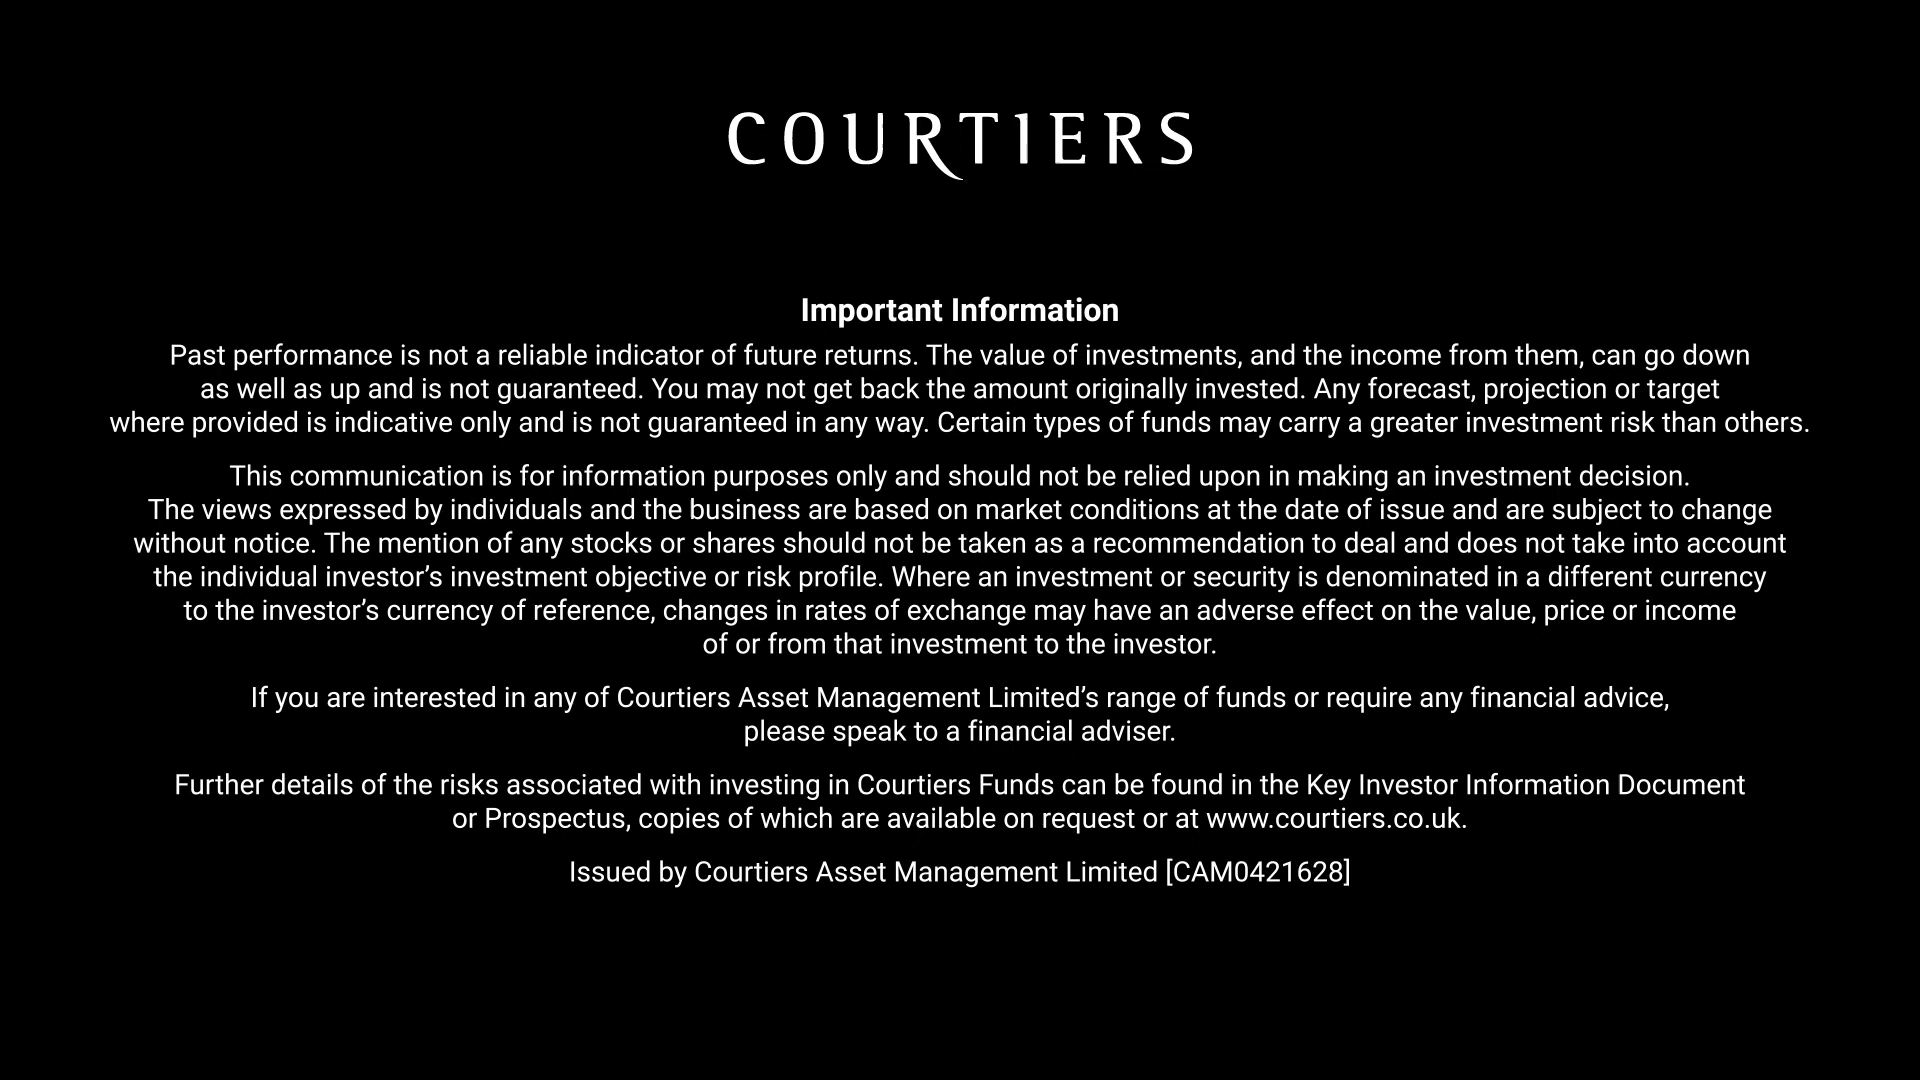 COURTIERS
Important Information
Past performance is not a reliable indicator of future returns. The value of investments, and the income from them, can go down
as well as up and is not guaranteed. You may not get back the amount originally invested. Any forecast, projection or target
where provided is indicative only and is not guaranteed in any way. Certain types of funds may carry a greater investment risk than others.
This communication is for information purposes only and should not be relied upon in making an investment decision.
The views expressed by individuals and the business are based on market conditions at the date of issue and are subject to change
without notice. The mention of any stocks or shares should not be taken as a recommendation to deal and does not take into account
the individual investor’s investment objective or risk profile. Where an investment or security is denominated in a different currency
to the investor’s currency of reference, changes in rates of exchange may have an adverse effect on the value, price or income
of or from that investment to the investor.
If you are interested in any of Courtiers Asset Management Limited’s range of funds or require any financial advice,
please speak to a financial adviser.
Further details of the risks associated with investing in Courtiers Funds can be found in the Key Investor Information Document
or Prospectus, copies of which are available on request or at www.courtiers.co.uk.
Issued by Courtiers Asset Management Limited [CAM0421628]